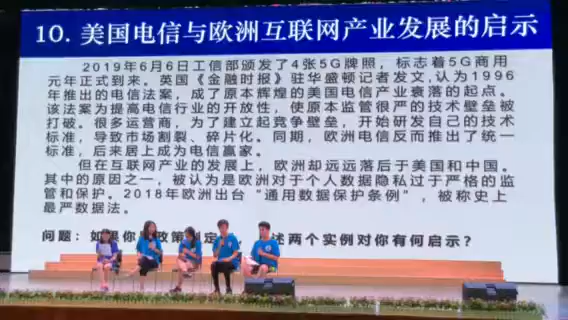 10. 美国电信与欧洲互联网产业发展的启示
2019年6月6日工信部颁发了4张5G牌照，标志着5G商用
元年正式到来。英国《金融时报》驻华盛顿记者发文,认为1996
年推出的电信法案，成了原本辉煌的美国电信产业衰落的起点。
该法案为提高电信行业的开放性，使原本监管很严的技术壁垒被
打破。很多运营商，为了建立起竞争壁垒，开始研发自己的技术
标准，导致市场割裂、碎片化。同期，欧洲电信反而推出了统一
标准，后来居上成为电信赢家。
但在互联网产业的发展上，欧洲却远远落后于美国和中国。
其中的原因之一，被认为是欧洲对于个人数据隐私过于严格的监
管和保护。2018年欧洲出台“通用数据保护条例”，被称史上
最严数据法。
问题：如果你 政策 定 述两个实例对你有何启示？